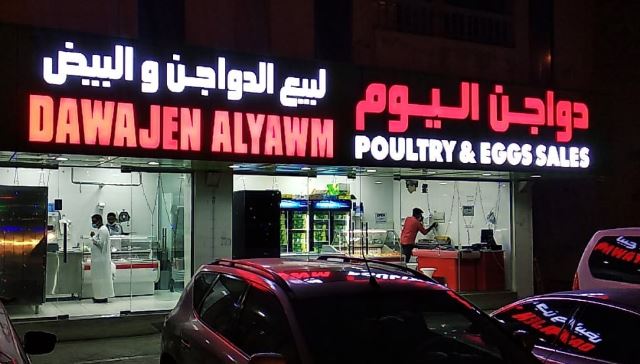 دواجن اليوم لبيع الدواجن و البيض
DAWAJEN ALYAWM POULTRY & EGGS SALES